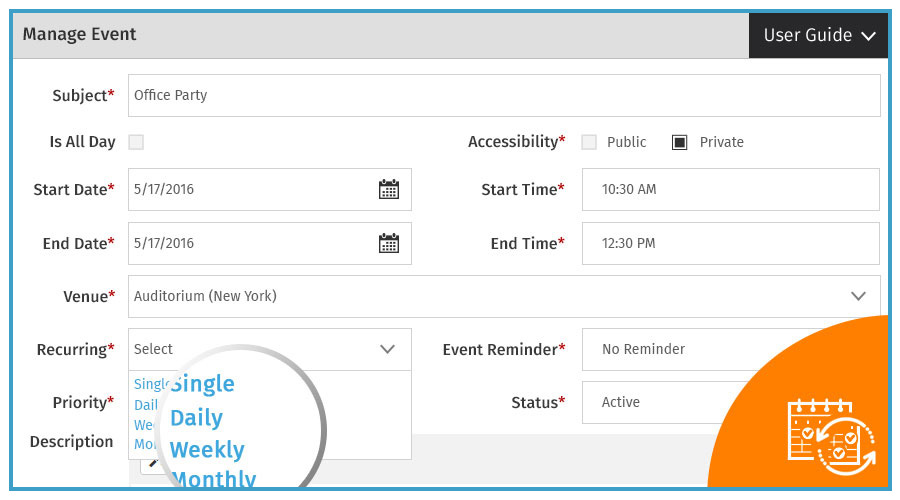 Manage Event
User Guide
Subject* Office Party
Is All Day
Accessibility* Public Private
Start Date* 5/17/2016
Start Time* 10:30 AM
End Date* 5/17/2016
End Time* 12:30 PM
Venue* Auditorium (New York)
Recurring* Select
Event Reminder* No Reminder
Single
Daily
Weekly
Monthly
Priority*
Status* Active
Description